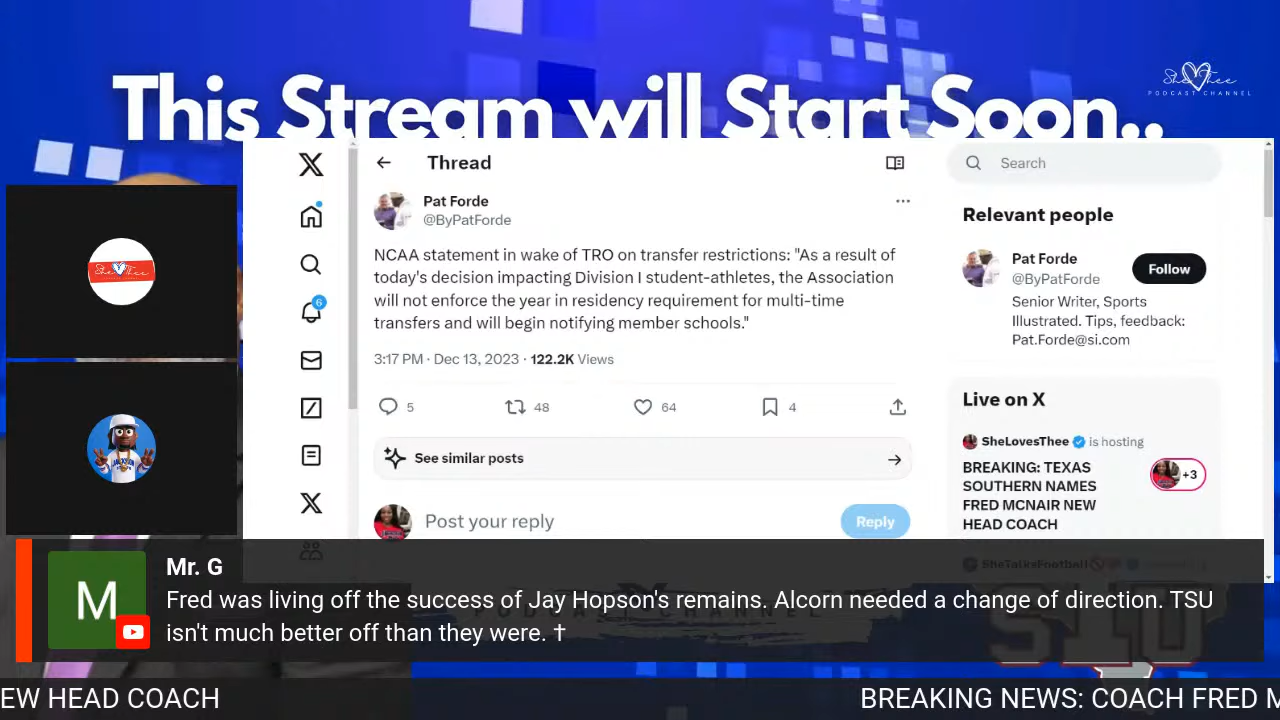 This Stream will Start Soon..
She Thee
PODCAST CHANNEL
Thread
Search
Pat Forde
@ByPatForde
NCAA statement in wake of TRO on transfer restrictions: "As a result of
today's decision impacting Division I student-athletes, the Association
will not enforce the year in residency requirement for multi-time
transfers and will begin notifying member schools."
3:17 PM · Dec 13, 2023 · 122.2K Views
5
48
64
4
See similar posts
Post your reply
Reply
6
Relevant people
Pat Forde
@ByPatForde
Follow
Senior Writer, Sports
Illustrated. Tips, feedback:
Pat.Forde@si.com
Live on X
SheLovesThee is hosting
BREAKING: TEXAS
SOUTHERN NAMES
FRED MCNAIR NEW
HEAD COACH
+3
SheTalksFootball
M
Mr. G
Fred was living off the success of Jay Hopson's remains. Alcorn needed a change of direction. TSU
isn't much better off than they were. †
EW HEAD COACH
BREAKING NEWS: COACH FRED M